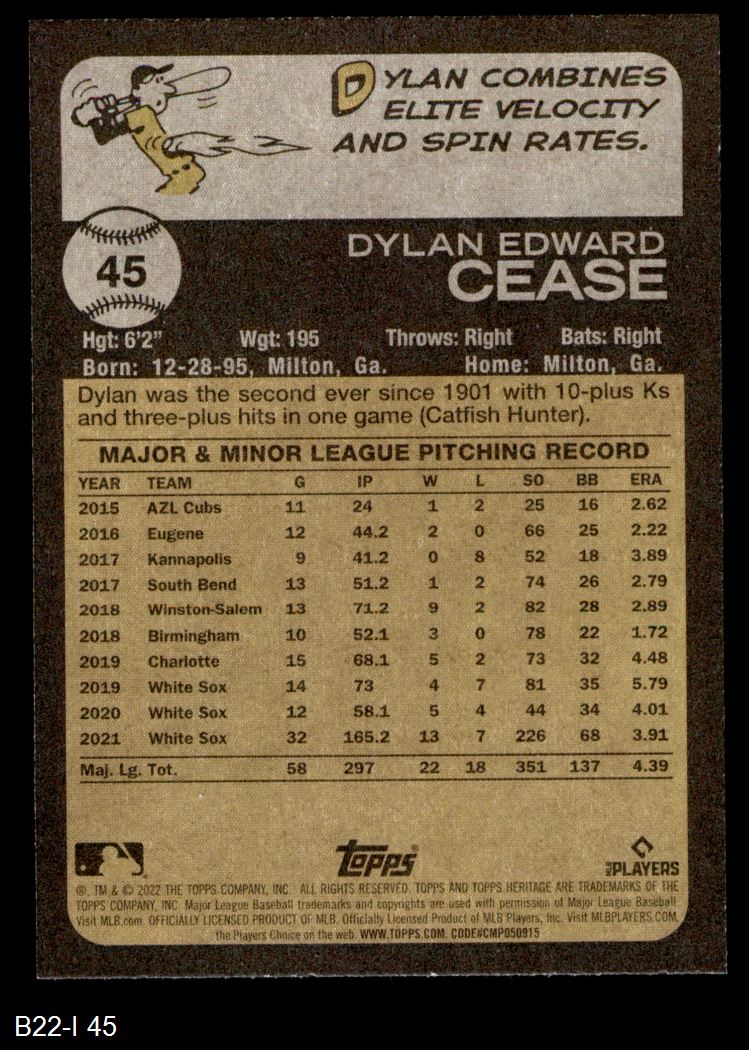 DYLAN COMBINES
ELITE VELOCITY
AND SPIN RATES.
45
DYLAN EDWARD
CEASE
Hgt: 6'2" Wgt: 195 Throws: Right Bats: Right
Born: 12-28-95, Milton, Ga. Home: Milton, Ga.
Dylan was the second ever since 1901 with 10-plus Ks
and three-plus hits in one game (Catfish Hunter).
MAJOR & MINOR LEAGUE PITCHING RECORD
YEAR TEAM G IP W L SO BB ERA
2015 AZL Cubs 11 24 1 2 25 16 2.62
2016 Eugene 12 44.2 2 0 66 25 2.22
2017 Kannapolis 9 41.2 0 8 52 18 3.89
2017 South Bend 13 51.2 1 2 74 26 2.79
2018 Winston-Salem 13 71.2 9 2 82 28 2.89
2018 Birmingham 10 52.1 3 0 78 22 1.72
2019 Charlotte 15 68.1 5 2 73 32 4.48
2019 White Sox 14 73 4 7 81 35 5.79
2020 White Sox 12 58.1 5 4 44 34 4.01
2021 White Sox 32 165.2 13 7 226 68 3.91
Maj. Lg. Tot. 58 297 22 18 351 137 4.39
TOPPS® MLB PLAYERS
®, TM & © 2022 THE TOPPS COMPANY, INC. ALL RIGHTS RESERVED. TOPPS AND TOPPS HERITAGE ARE TRADEMARKS OF THE
TOPPS COMPANY, INC. Major League Baseball trademarks and copyrights are used with permission of Major League Baseball.
Visit MLB.com. OFFICIALLY LICENSED PRODUCT OF MLB. Officially Licensed Product of MLB Players, Inc. Visit MLBPLAYERS.COM,
the Players Choice on the web. WWW.TOPPS.COM. CODE#CMP050915
B22-I 45